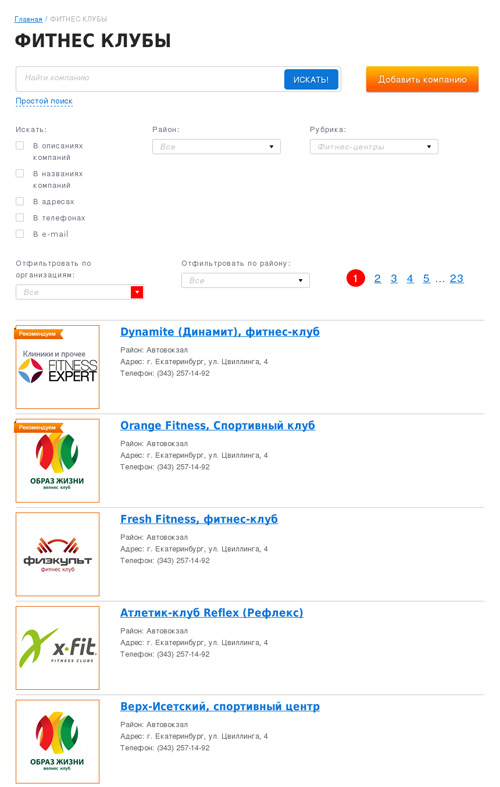 Главная / ФИТНЕС КЛУБЫ
ФИТНЕС КЛУБЫ
Найти компанию
ИСКАТЬ!
Добавить компанию
Простой поиск
Искать:
В описаниях
компаний
В названиях
компаний
В адресах
В телефонах
В e-mail
Район:
Все
Рубрика:
Фитнес-центры
Отфильтровать по
организациям:
Все
Отфильтровать по району:
Все
1 2 3 4 5 ... 23
Рекомендуем
Клиники и прочее
FITNESS
EXPERT
Dynamite (Динамит), фитнес-клуб
Район: Автовокзал
Адрес: г. Екатеринбург, ул. Цвиллинга, 4
Телефон: (343) 257-14-92
Рекомендуем
ОБРАЗ ЖИЗНИ
велнес клуб
Orange Fitness, Спортивный клуб
Район: Автовокзал
Адрес: г. Екатеринбург, ул. Цвиллинга, 4
Телефон: (343) 257-14-92
физкульт
фитнес клуб
Fresh Fitness, фитнес-клуб
Район: Автовокзал
Адрес: г. Екатеринбург, ул. Цвиллинга, 4
Телефон: (343) 257-14-92
x-fit.
FITNESS CLUBS
Атлетик-клуб Reflex (Рефлекс)
Район: Автовокзал
Адрес: г. Екатеринбург, ул. Цвиллинга, 4
Телефон: (343) 257-14-92
ОБРАЗ ЖИЗНИ
велнес клуб
Верх-Исетский, спортивный центр
Район: Автовокзал
Адрес: г. Екатеринбург, ул. Цвиллинга, 4
Телефон: (343) 257-14-92